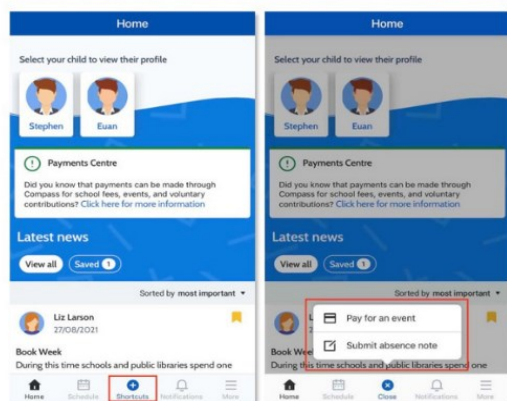 Home
Select your child to view their profile
Stephen
Euan
Payments Centre
Did you know that payments can be made through
Compass for school fees, events, and voluntary
contributions? Click here for more information
Latest news
View all
Saved 1
Sorted by most important
Liz Larson
27/08/2021
Book Week
During this time schools and public libraries spend one
Home
Schedule
Shortcuts
Notifications
More
Home
Select your child to view their profile
Stephen
Euan
Payments Centre
Did you know that payments can be made through
Compass for school fees, events, and voluntary
contributions? Click here for more information
Latest news
View all
Saved 1
Sorted by most important
L
Pay for an event
Submit absence note
Book
During this time schools and public libraries spend one
Home
Schedule
Close
Notifications
More